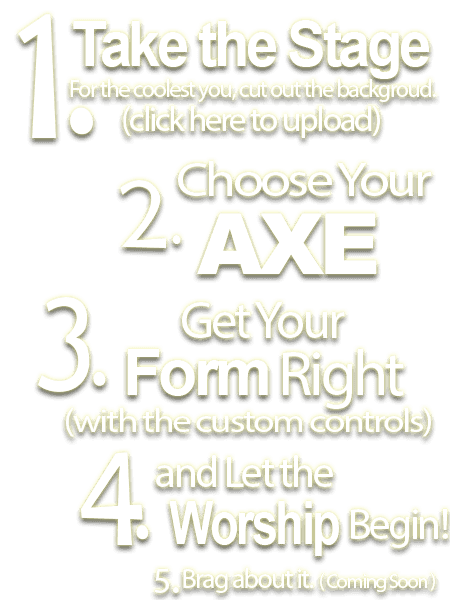 1. Take the Stage
For the coolest you, cut out the backgroud.
(click here to upload)
Choose Your
2. AXE
3. Get Your
Form Right
(with the custom controls)
4. and Let the
Worship Begin!
5. Brag about it. (Coming Soon)